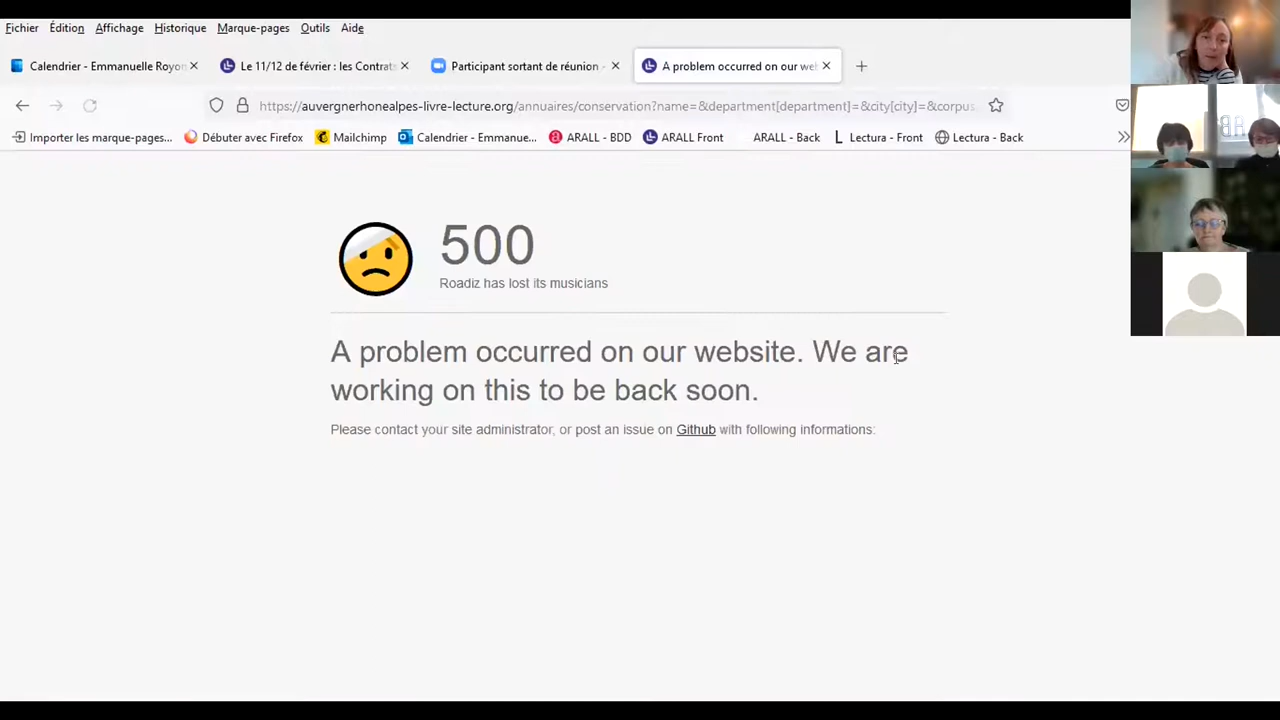 Fichier Édition Affichage Historique Marque-pages Outils Aide
Calendrier - Emmanuelle Royon Le 11/12 de février : les Contrats Participant sortant de réunion - A problem occurred on our web
https://auvergnerhonealpes-livre-lecture.org/annuaires/conservation?name=&department[department]=&city[city]=&corpus
Importer les marque-pages... Débuter avec Firefox Mailchimp Calendrier - Emmanue... ARALL - BDD ARALL Front ARALL - Back Lectura - Front Lectura - Back
500
Roadiz has lost its musicians
A problem occurred on our website. We are
working on this to be back soon.
Please contact your site administrator, or post an issue on Github with following informations: